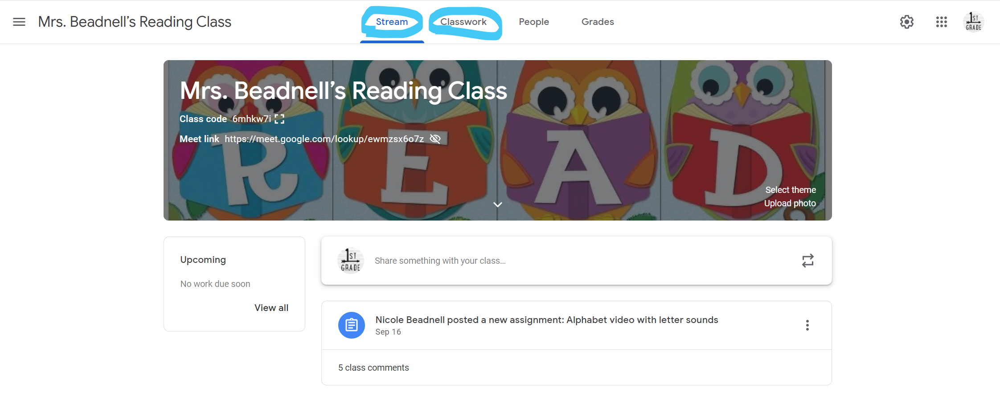 Mrs. Beadnell's Reading Class
Stream
Classwork
People
Grades
1ST
GRADE
READ
Mrs. Beadnell's Reading Class
Class code 6mhkw7i
Meet link https://meet.google.com/lookup/ewmzsx6o7z
Select theme
Upload photo
Upcoming
No work due soon
View all
1ST
GRADE
Share something with your class...
Nicole Beadnell posted a new assignment: Alphabet video with letter sounds
Sep 16
5 class comments